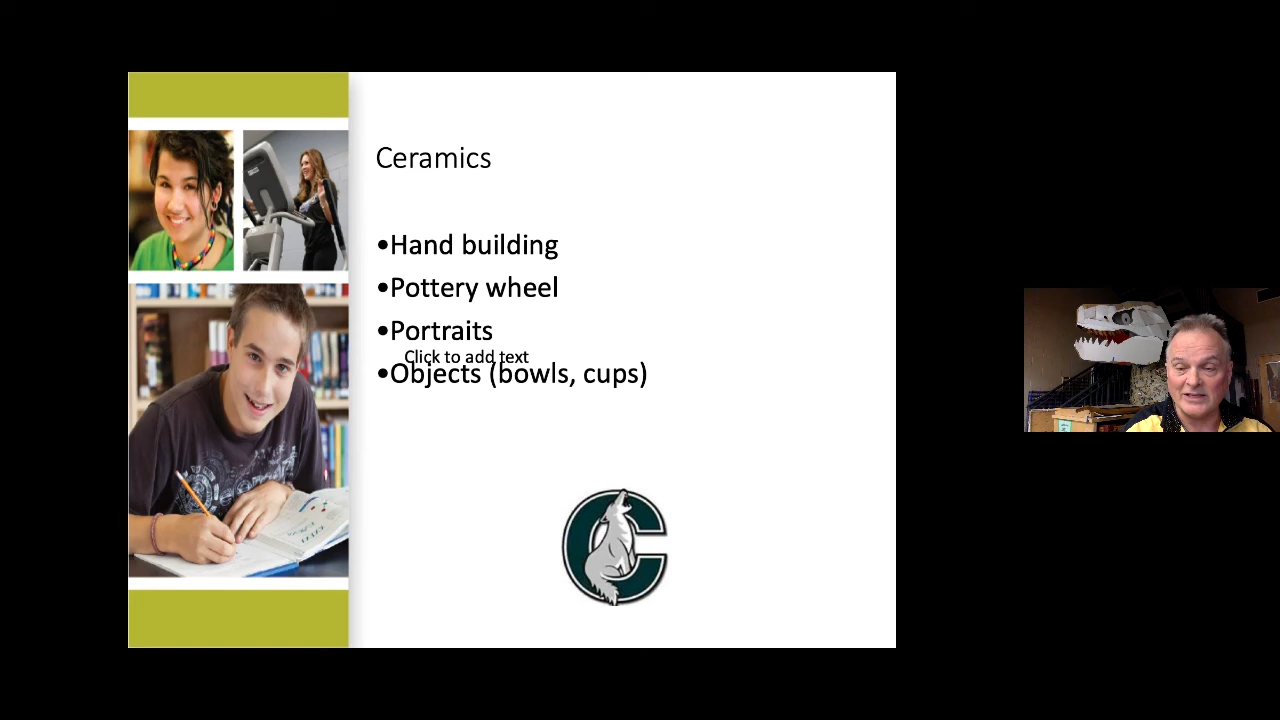 Ceramics
•Hand building
•Pottery wheel
•Portraits
Click to add text
•Objects (bowls, cups)
C